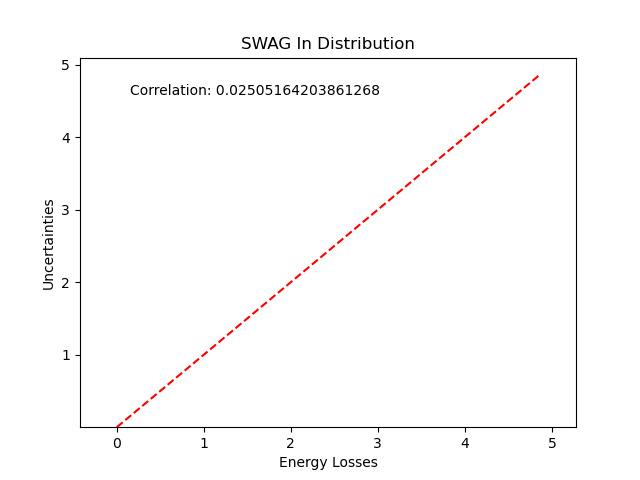 SWAG In Distribution
Correlation: 0.02505164203861268
5
4
3
2
1
Uncertainties
0 1 2 3 4 5
Energy Losses